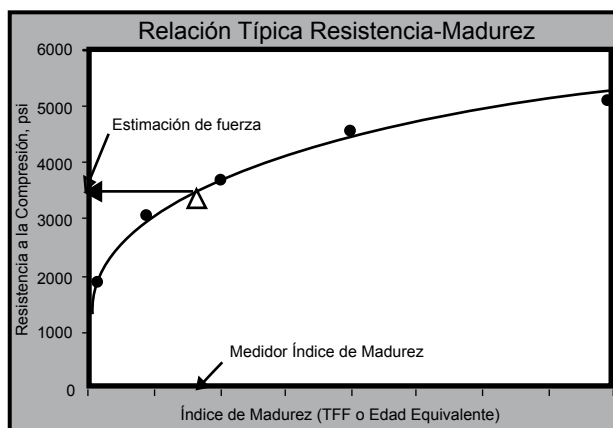 Relación Típica Resistencia-Madurez
6000
5000
4000
3000
2000
1000
0
Resistencia a la Compresión, psi
Estimación de fuerza
Medidor Índice de Madurez
Índice de Madurez (TFF o Edad Equivalente)